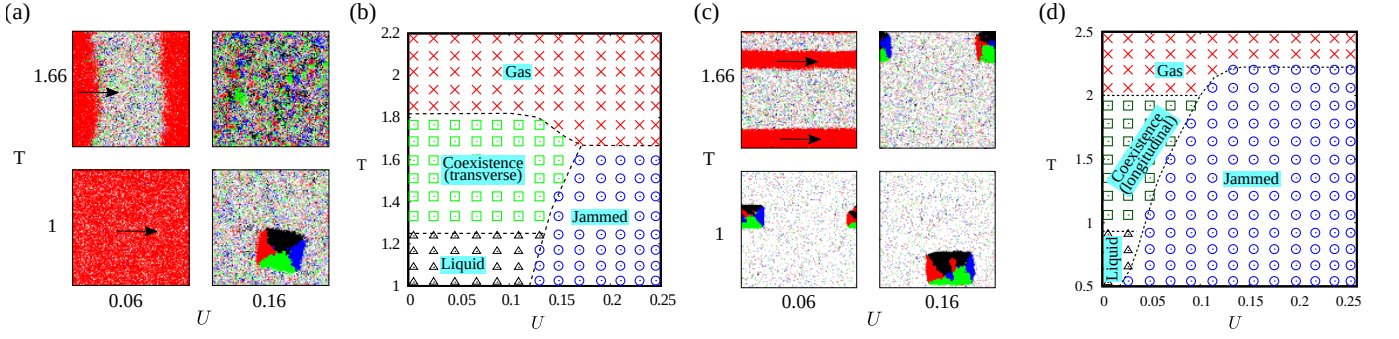 (a)
1.66
T
1
0.06
0.16
U
(b)
T
2.2
2
1.8
1.6
1.4
1.2
1
Gas
Coexistence
(transverse)
Jammed
Liquid
0
0.05
0.1
0.15
0.2
0.25
U
(c)
1.66
T
1
0.06
0.16
U
(d)
T
2.5
2
1.5
1
0.5
Gas
Coexistence
(longitudinal)
Jammed
Liquid
0
0.05
0.1
0.15
0.2
0.25
U